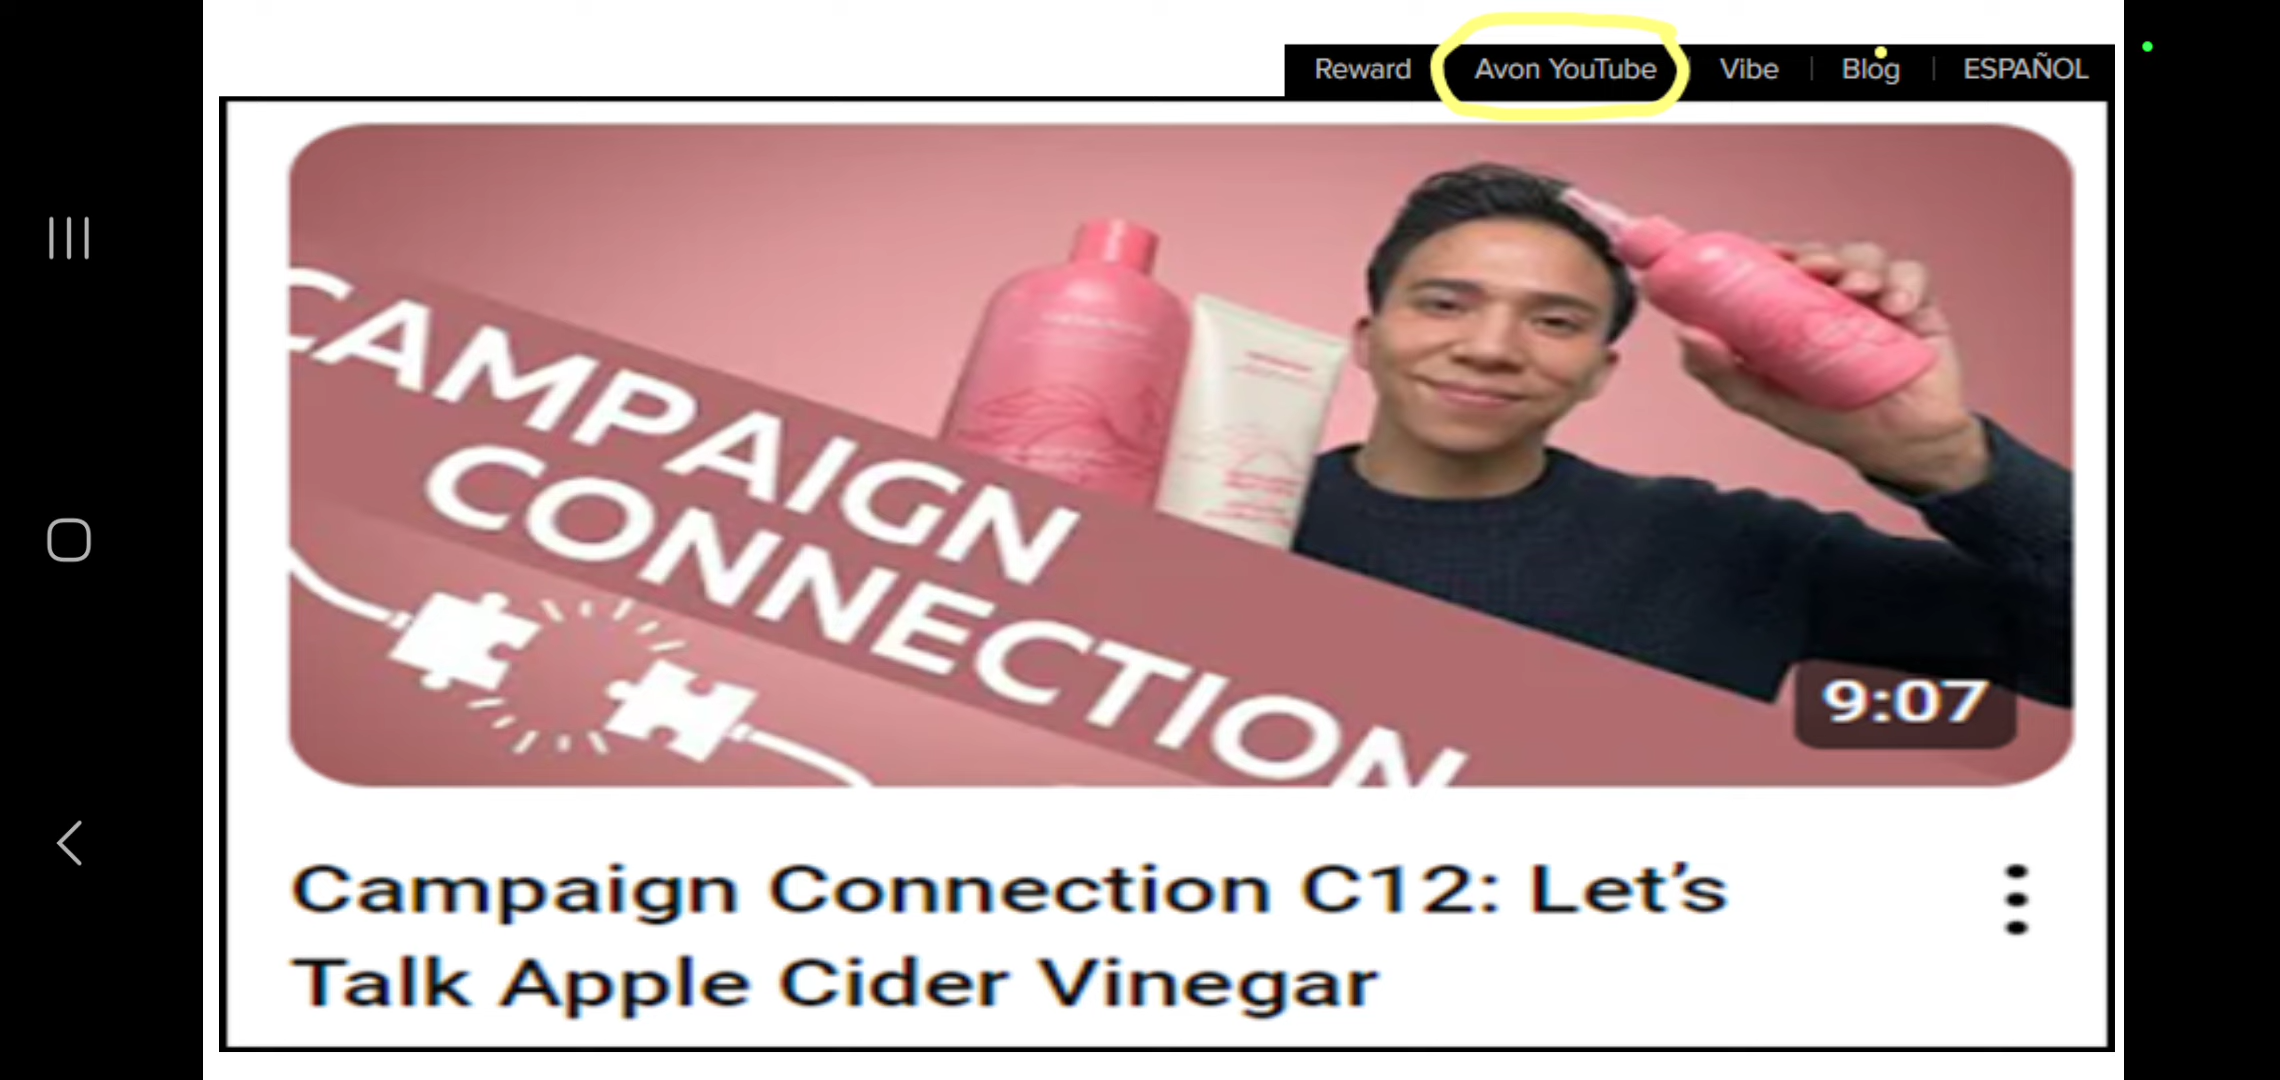 Reward | Avon YouTube | Vibe | Blog | ESPAÑOL
CAMPAIGN
CONNECTION
9:07
Campaign Connection C12: Let’s
Talk Apple Cider Vinegar